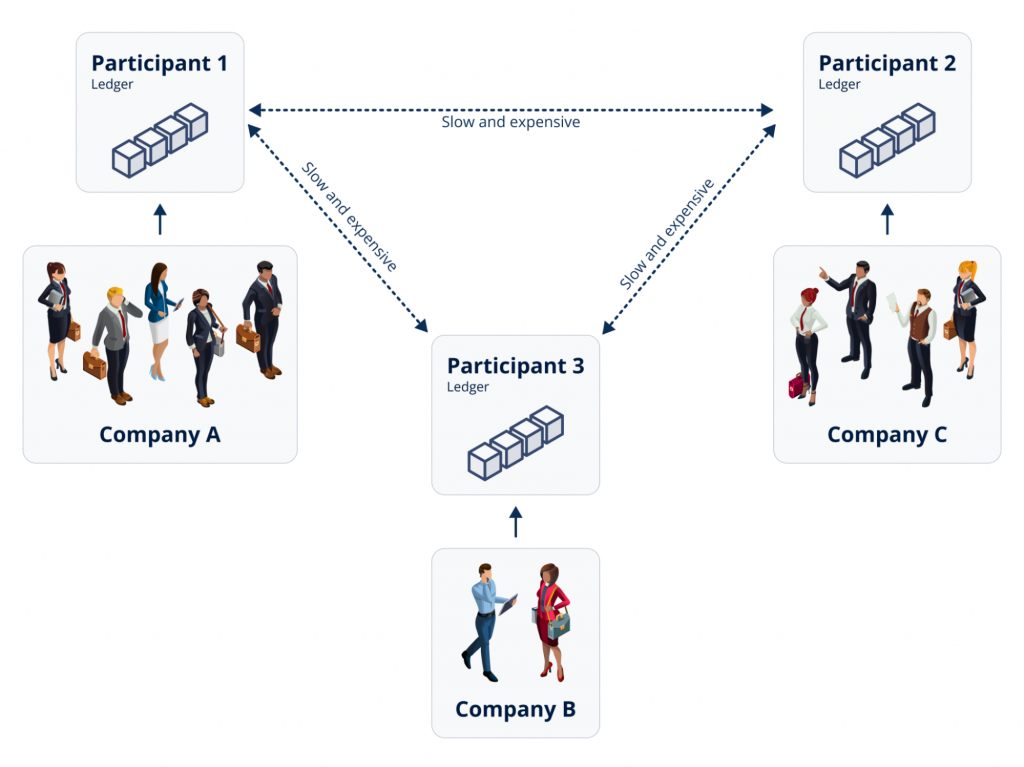 Participant 1
Ledger
Participant 2
Ledger
Slow and expensive
Slow and expensive
Slow and expensive
Participant 3
Ledger
Company A
Company C
Company B